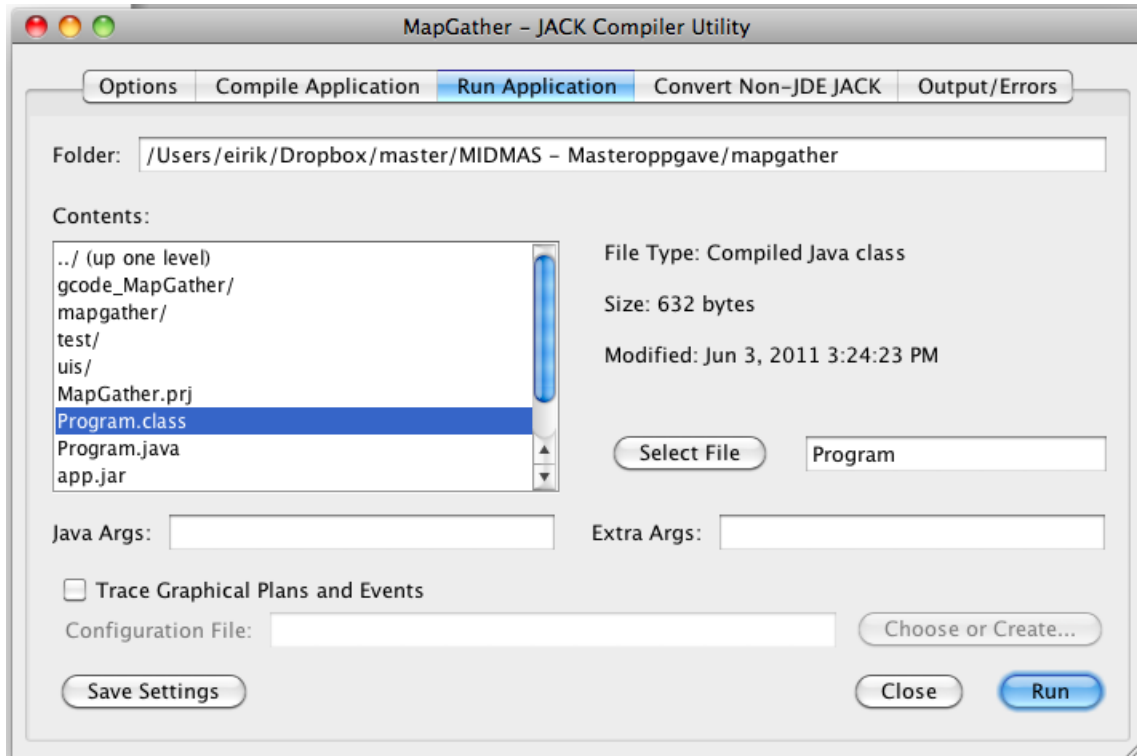 MapGather – JACK Compiler Utility
Options Compile Application Run Application Convert Non-JDE JACK Output/Errors
Folder: /Users/eirik/Dropbox/master/MIDMAS – Masteroppgave/mapgather
Contents:
../ (up one level)
gcode_MapGather/
mapgather/
test/
uis/
MapGather.prj
Program.class
Program.java
app.jar
File Type: Compiled Java class
Size: 632 bytes
Modified: Jun 3, 2011 3:24:23 PM
Select File Program
Java Args: Extra Args:
Trace Graphical Plans and Events
Configuration File: Choose or Create...
Save Settings Close Run